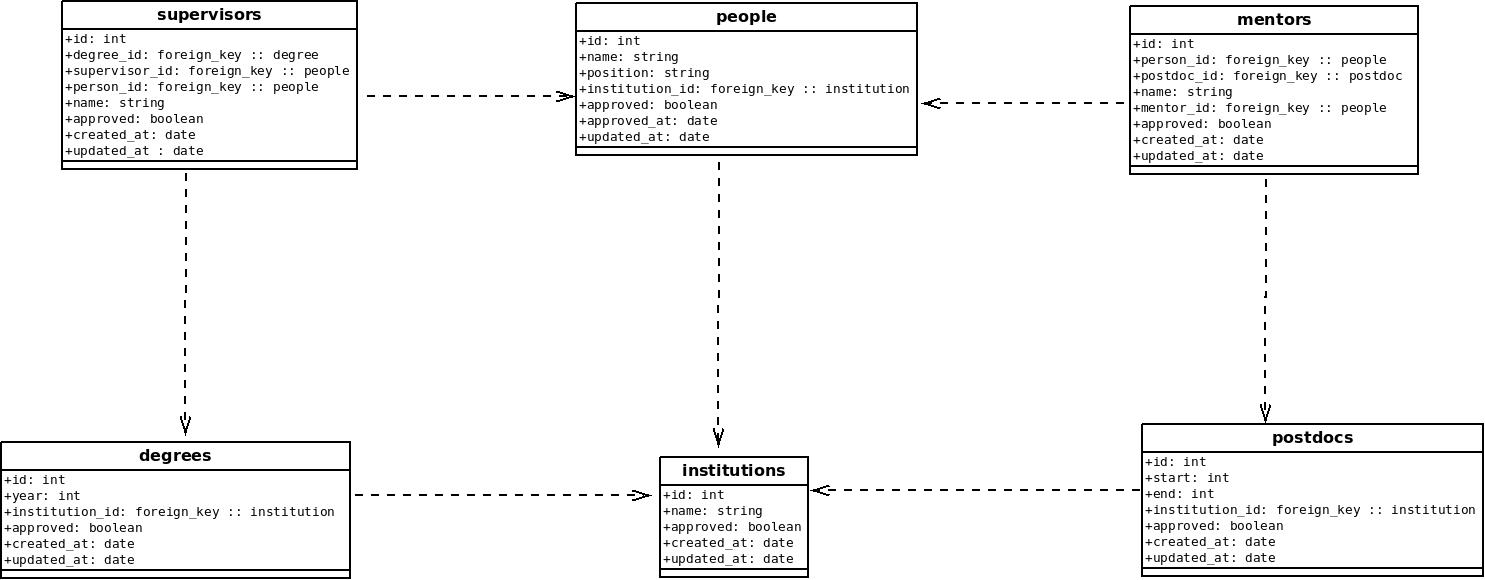 supervisors
+id: int
+degree_id: foreign_key :: degree
+supervisor_id: foreign_key :: people
+person_id: foreign_key :: people
+name: string
+approved: boolean
+created_at: date
+updated_at : date
people
+id: int
+name: string
+position: string
+institution_id: foreign_key :: institution
+approved: boolean
+approved_at: date
+updated_at: date
mentors
+id: int
+person_id: foreign_key :: people
+postdoc_id: foreign_key :: postdoc
+name: string
+mentor_id: foreign_key :: people
+approved: boolean
+created_at: date
+updated_at: date
degrees
+id: int
+year: int
+institution_id: foreign_key :: institution
+approved: boolean
+created_at: date
+updated_at: date
institutions
+id: int
+name: string
+approved: boolean
+created_at: date
+updated_at: date
postdocs
+id: int
+start: int
+end: int
+institution_id: foreign_key :: institution
+approved: boolean
+created_at: date
+updated_at: date